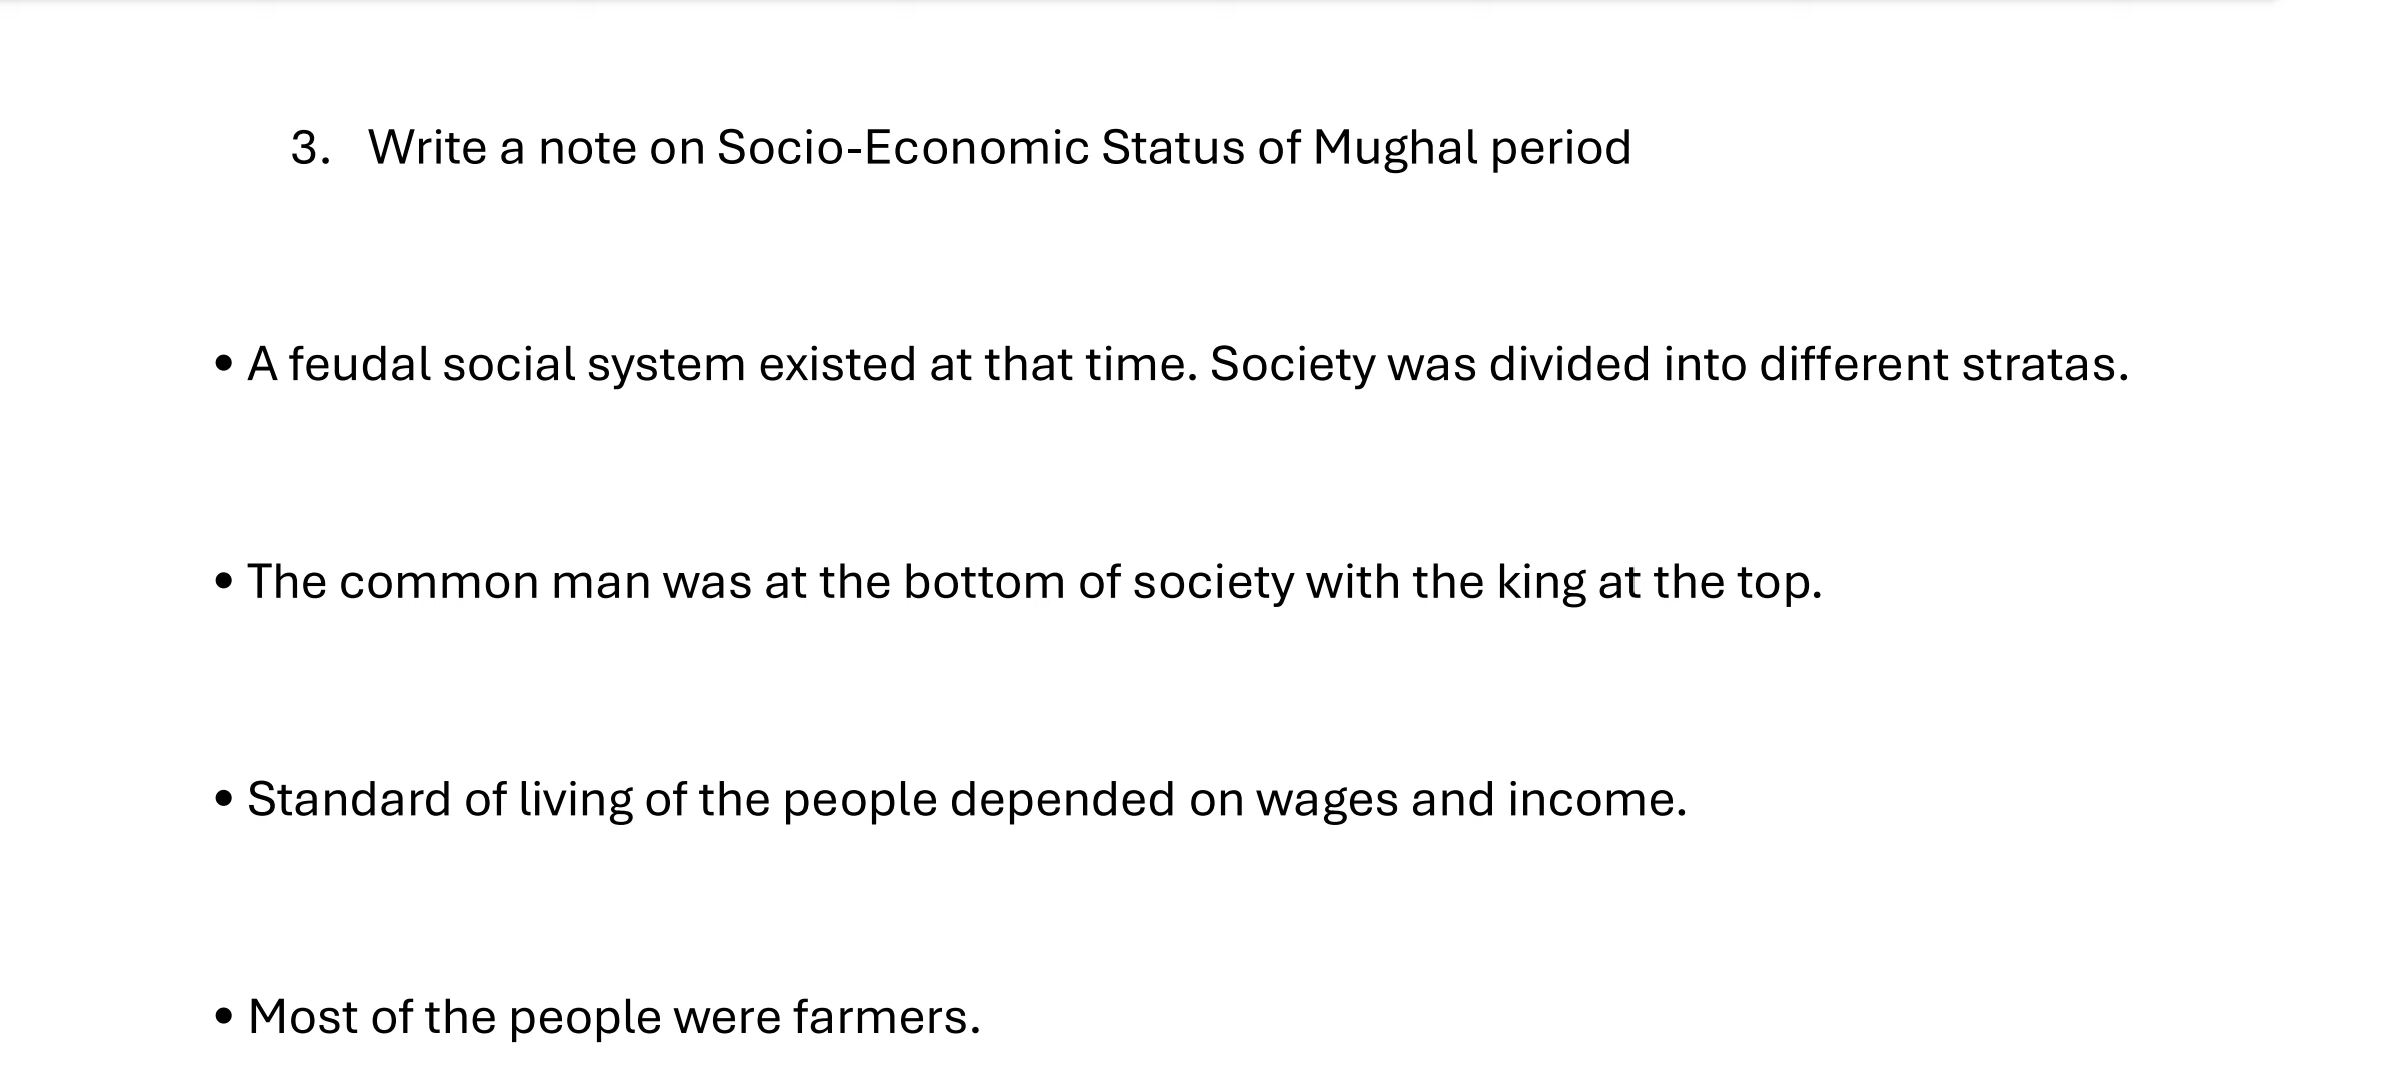 3. Write a note on Socio-Economic Status of Mughal period
• A feudal social system existed at that time. Society was divided into different stratas.
• The common man was at the bottom of society with the king at the top.
• Standard of living of the people depended on wages and income.
• Most of the people were farmers.